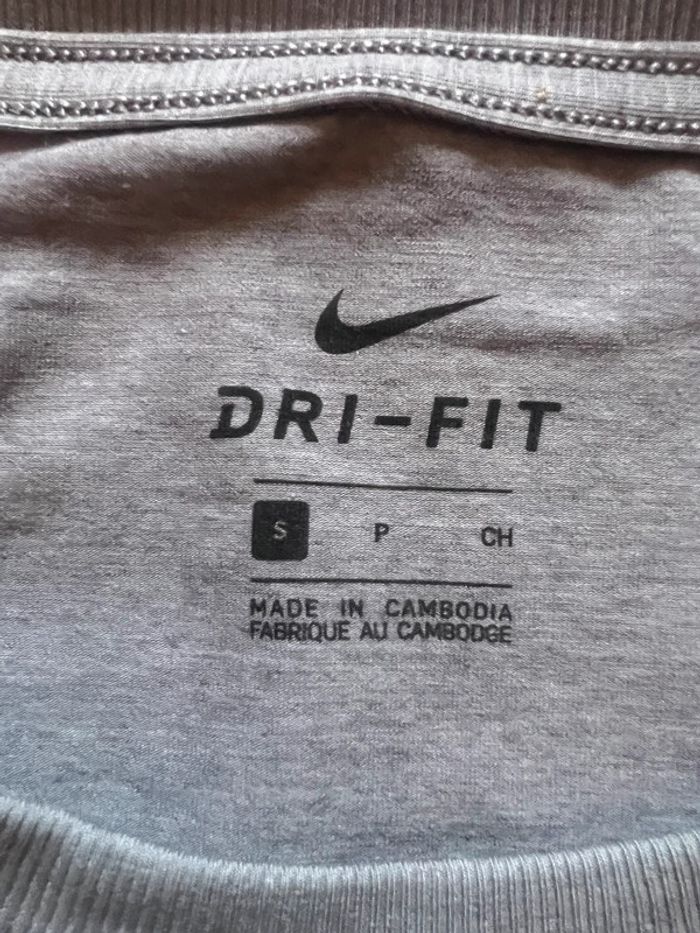 DRI-FIT
S P CH
MADE IN CAMBODIA
FABRIQUE AU CAMBODGE